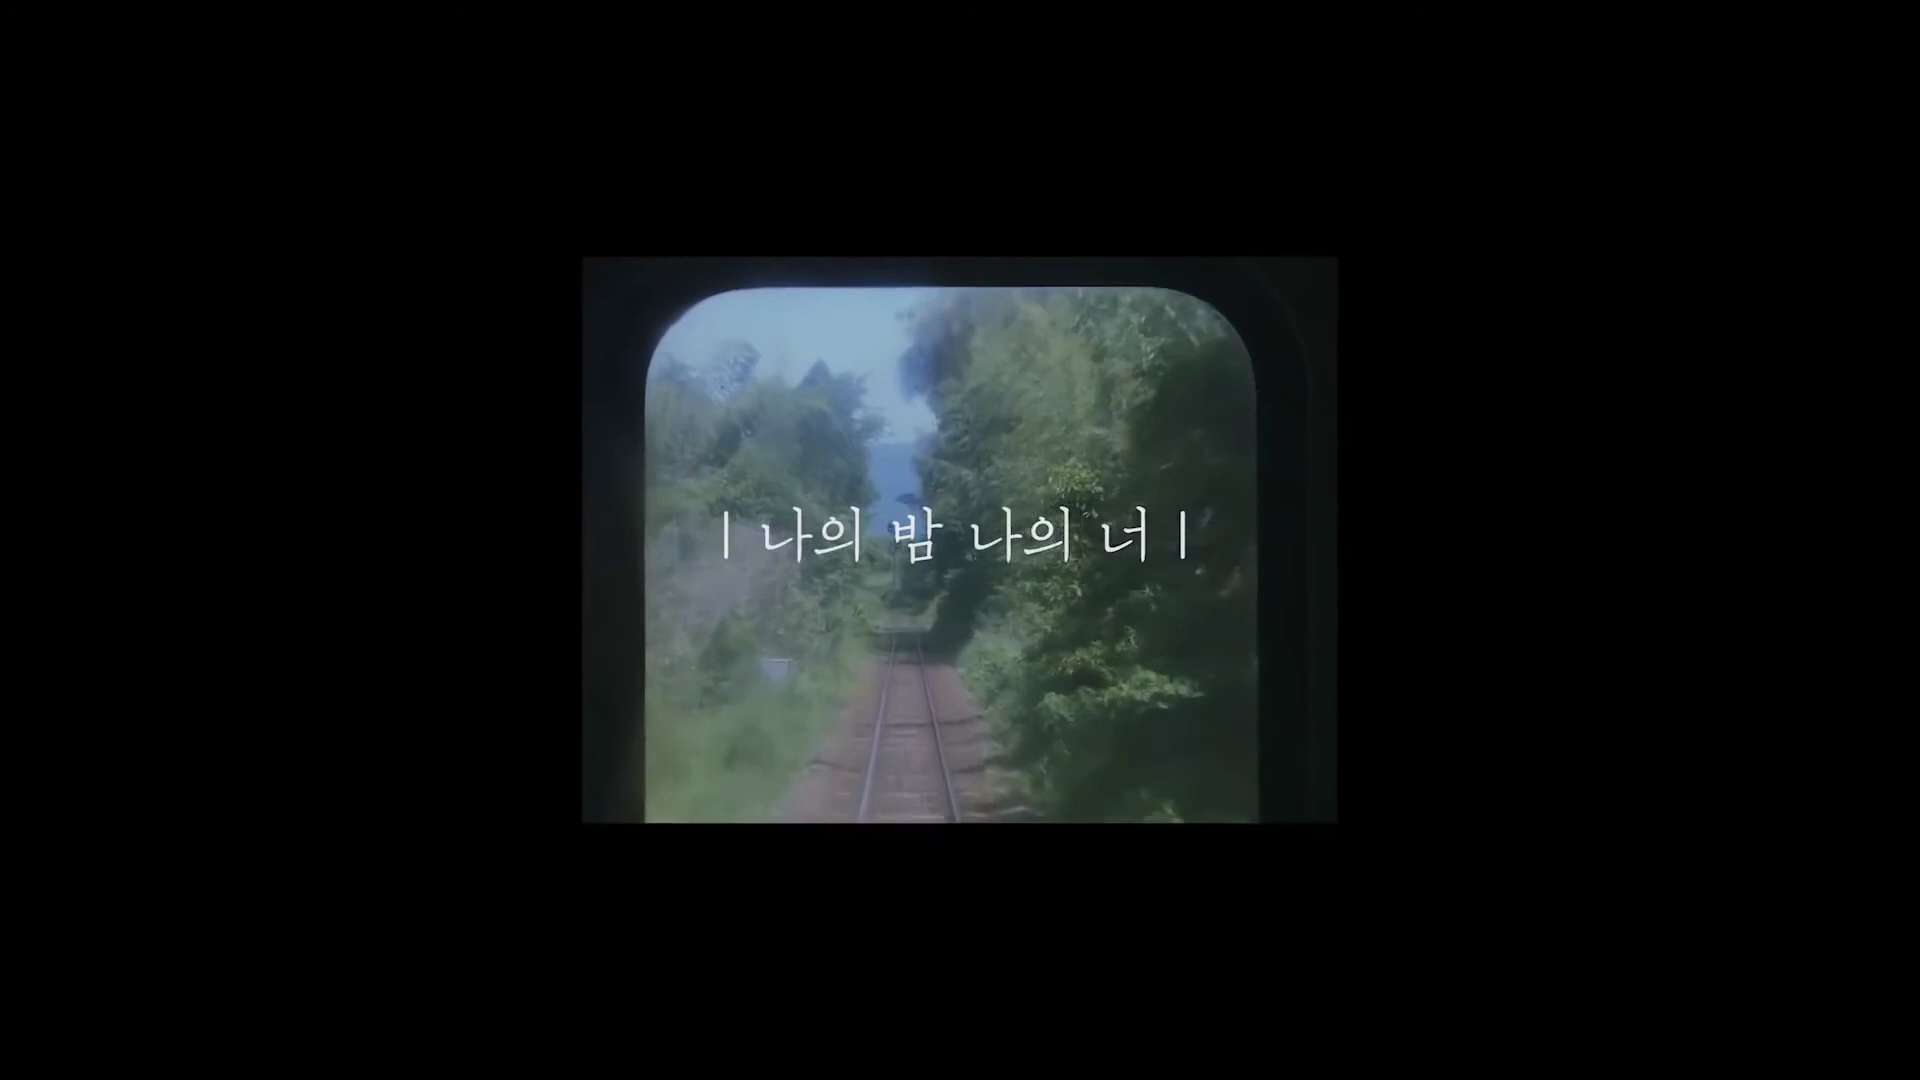 | 나의 밤 나의 너 |